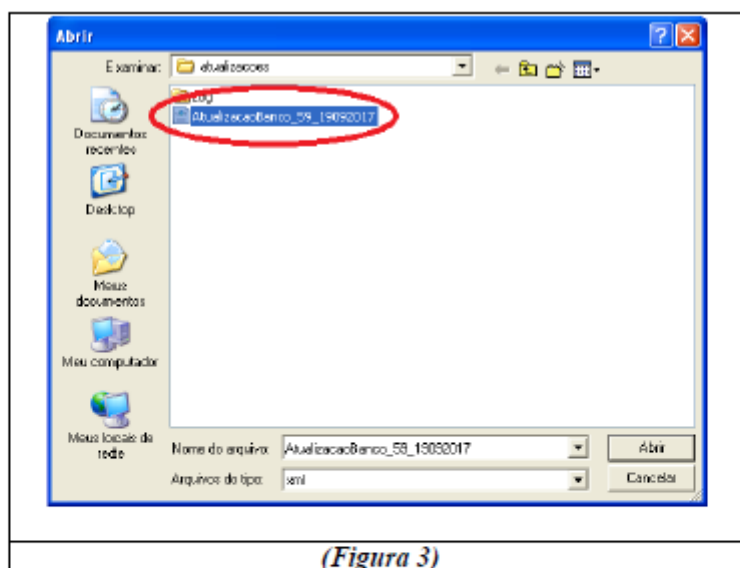 Abrir
Examinar:
atualizacoes
Log
AtualizacaoBanco_59_19092017
Documentos
recentes
Desktop
Meus
documentos
Meu computador
Meus locais de
rede
Nome do arquivo:
AtualizacaoBanco_59_19092017
Abrir
Arquivos do tipo:
xml
Cancelar
(Figura 3)